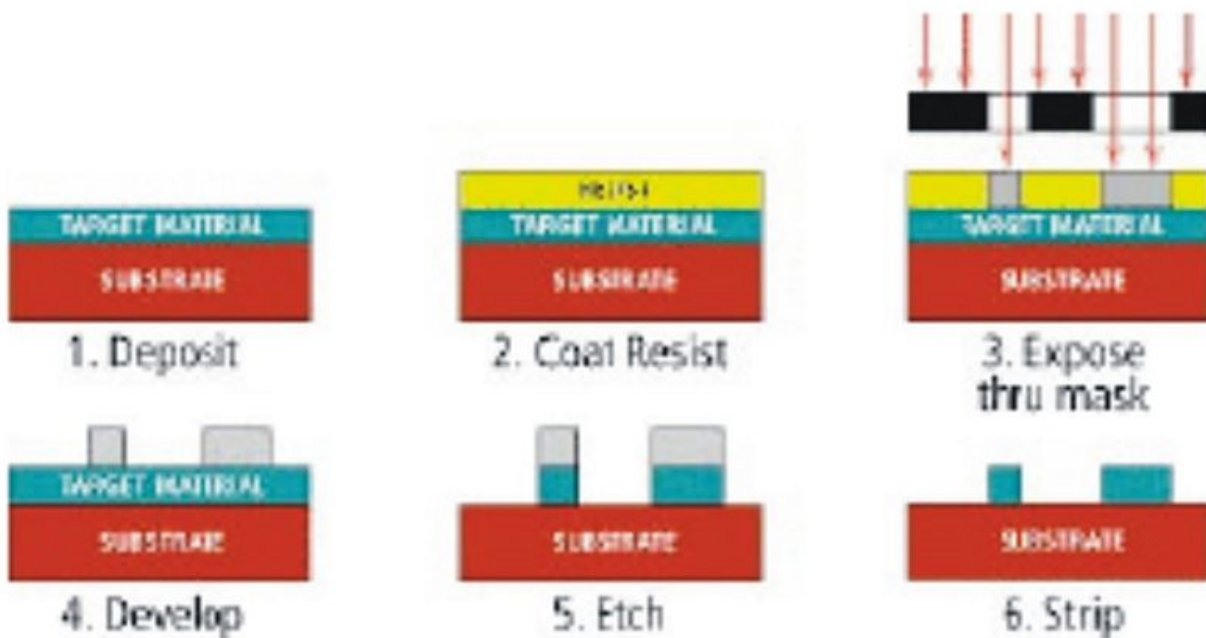 TARGET MATERIAL
SUBSTRATE
1. Deposit
RESIST
TARGET MATERIAL
SUBSTRATE
2. Coat Resist
TARGET MATERIAL
SUBSTRATE
3. Expose
thru mask
TARGET MATERIAL
SUBSTRATE
4. Develop
SUBSTRATE
5. Etch
SUBSTRATE
6. Strip